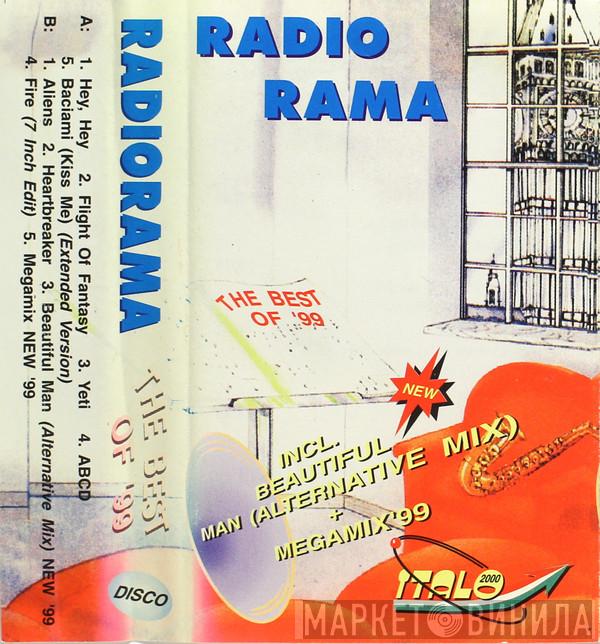 A: 1. Hey, Hey 2. Flight Of Fantasy 3. Yeti 4. ABCD
5. Baciami (Kiss Me) (Extended Version)
B: 1. Aliens 2. Heartbreaker 3. Beautiful Man (Alternative Mix) NEW '99
4. Fire (7 Inch Edit) 5. Megamix NEW '99
RADIORAMA
THE BEST
OF '99
DISCO
RADIO
RAMA
THE BEST
OF '99
NEW
INCL.
BEAUTIFUL
MAN (ALTERNATIVE MIX)
+
MEGAMIX'99
ITALO
2000
МАРКЕТ ВИНИЛА